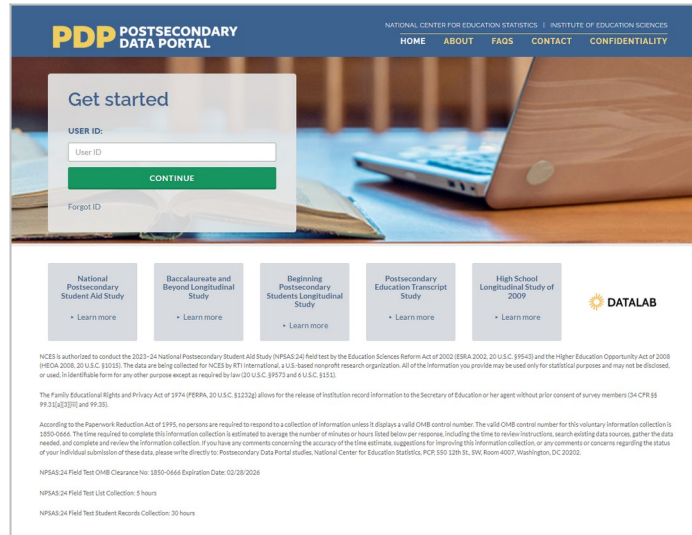 NATIONAL CENTER FOR EDUCATION STATISTICS | INSTITUTE OF EDUCATION SCIENCES
PDP POSTSECONDARY DATA PORTAL
HOME ABOUT FAQS CONTACT CONFIDENTIALITY
Get started
USER ID:
User ID
CONTINUE
Forgot ID
National
Postsecondary
Student Aid Study
▸ Learn more
Baccalaureate and
Beyond Longitudinal
Study
▸ Learn more
Beginning
Postsecondary
Students Longitudinal
Study
▸ Learn more
Postsecondary
Education Transcript
Study
▸ Learn more
High School
Longitudinal Study of
2009
▸ Learn more
DATALAB
NCES is authorized to conduct the 2023–24 National Postsecondary Student Aid Study (NPSAS:24) field test by the Education Sciences Reform Act of 2002 (ESRA 2002, 20 U.S.C. §9543) and the Higher Education Opportunity Act of 2008
(HEOA 2008, 20 U.S.C. §1015). The data are being collected for NCES by RTI International, a U.S.-based nonprofit research organization. All of the information you provide may be used only for statistical purposes and may not be disclosed,
or used, in identifiable form for any other purpose except as required by law (20 U.S.C. §9573 and 6 U.S.C. §151).
The Family Educational Rights and Privacy Act of 1974 (FERPA, 20 U.S.C. §1232g) allows for the release of institution record information to the Secretary of Education or her agent without prior consent of survey members (34 CFR §§
99.31[a][3][iii] and 99.35).
According to the Paperwork Reduction Act of 1995, no persons are required to respond to a collection of information unless it displays a valid OMB control number. The valid OMB control number for this voluntary information collection is
1850-0666. The time required to complete this information collection is estimated to average the number of minutes or hours listed below per response, including the time to review instructions, search existing data sources, gather the data
needed, and complete and review the information collection. If you have any comments concerning the accuracy of the time estimate, suggestions for improving this information collection, or any comments or concerns regarding the status
of your individual submission of these data, please write directly to: Postsecondary Data Portal studies, National Center for Education Statistics, PCP, 550 12th St., SW, Room 4007, Washington, DC 20202.
NPSAS:24 Field Test OMB Clearance No: 1850-0666 Expiration Date: 02/28/2026
NPSAS:24 Field Test List Collection: 5 hours
NPSAS:24 Field Test Student Records Collection: 30 hours